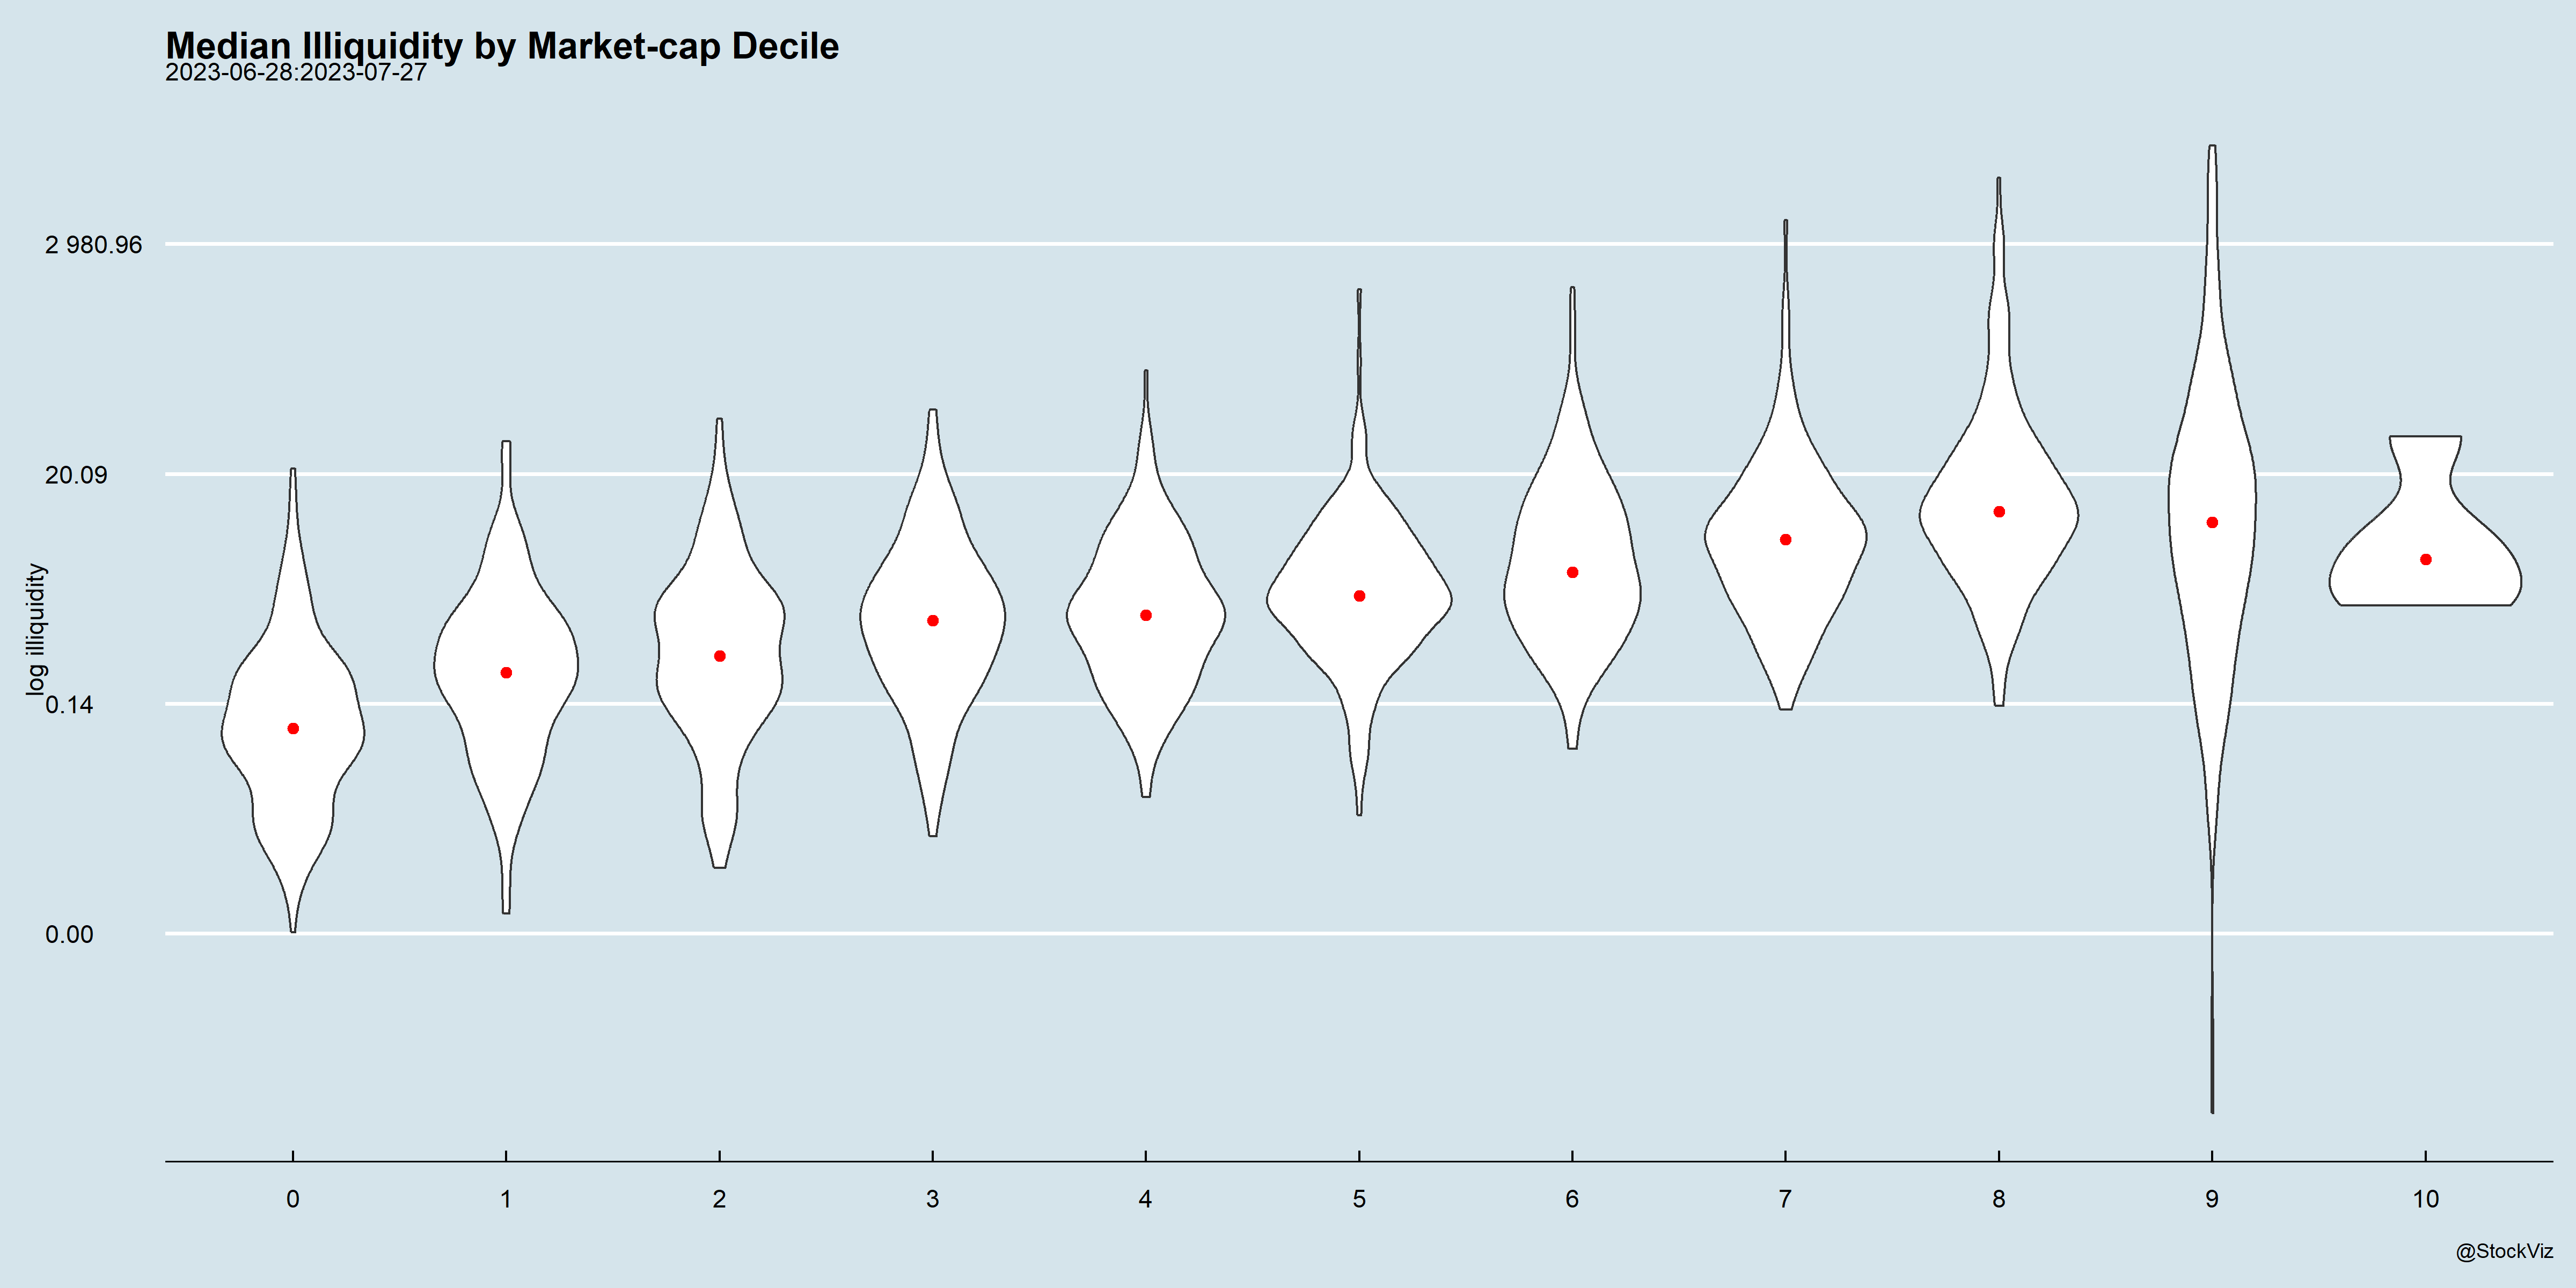 Median Illiquidity by Market-cap Decile
2023-06-28:2023-07-27
2 980.96
20.09
log illiquidity
0.14
0.00
0 1 2 3 4 5 6 7 8 9 10
@StockViz